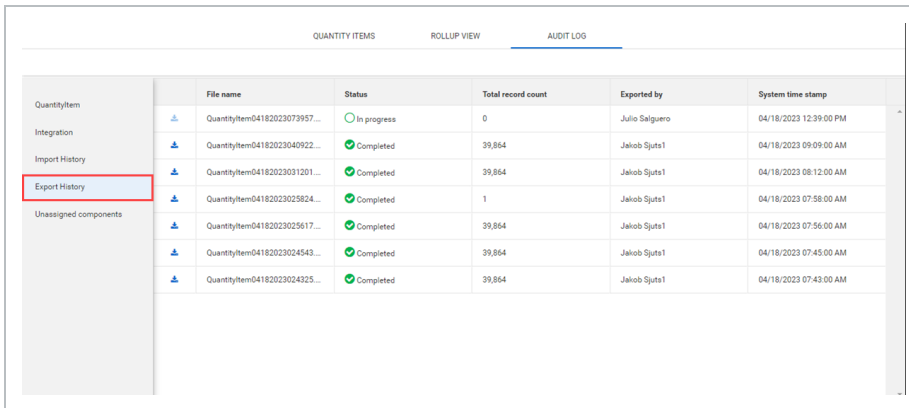 QUANTITY ITEMS ROLLUP VIEW AUDIT LOG
File name Status Total record count Exported by System time stamp
QuantityItem
Integration
Import History
Export History
Unassigned components
QuantityItem04182023073957... In progress 0 Julio Salguero 04/18/2023 12:39:00 PM
QuantityItem04182023040922... Completed 39,864 Jakob Sjuts1 04/18/2023 09:09:00 AM
QuantityItem04182023031201... Completed 39,864 Jakob Sjuts1 04/18/2023 08:12:00 AM
QuantityItem04182023025824... Completed 1 Jakob Sjuts1 04/18/2023 07:58:00 AM
QuantityItem04182023025617... Completed 39,864 Jakob Sjuts1 04/18/2023 07:56:00 AM
QuantityItem04182023024543... Completed 39,864 Jakob Sjuts1 04/18/2023 07:45:00 AM
QuantityItem04182023024325... Completed 39,864 Jakob Sjuts1 04/18/2023 07:43:00 AM